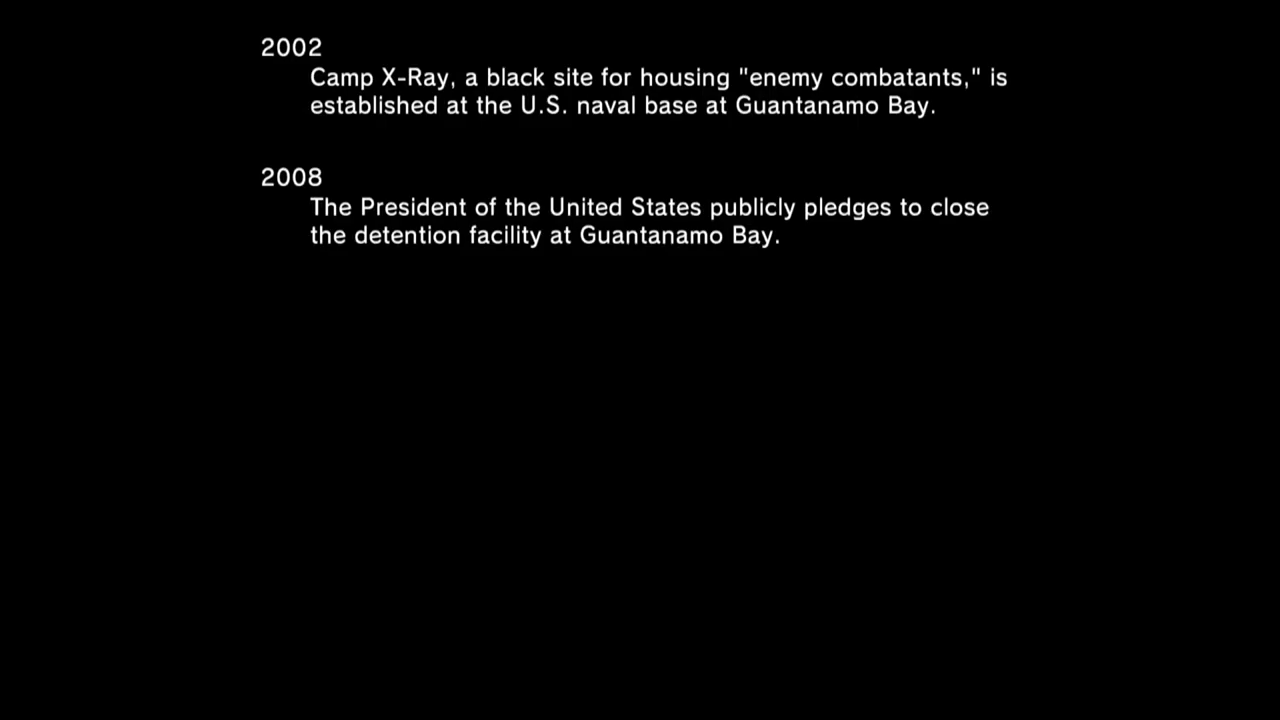 2002
Camp X-Ray, a black site for housing "enemy combatants," is
established at the U.S. naval base at Guantanamo Bay.
2008
The President of the United States publicly pledges to close
the detention facility at Guantanamo Bay.